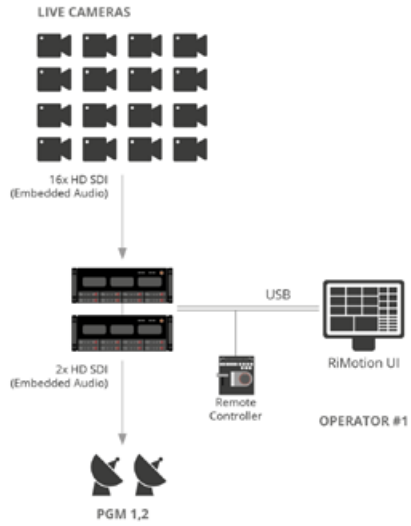 LIVE CAMERAS
16x HD SDI
(Embedded Audio)
USB
RiMotion UI
Remote
Controller
2x HD SDI
(Embedded Audio)
OPERATOR #1
PGM 1,2